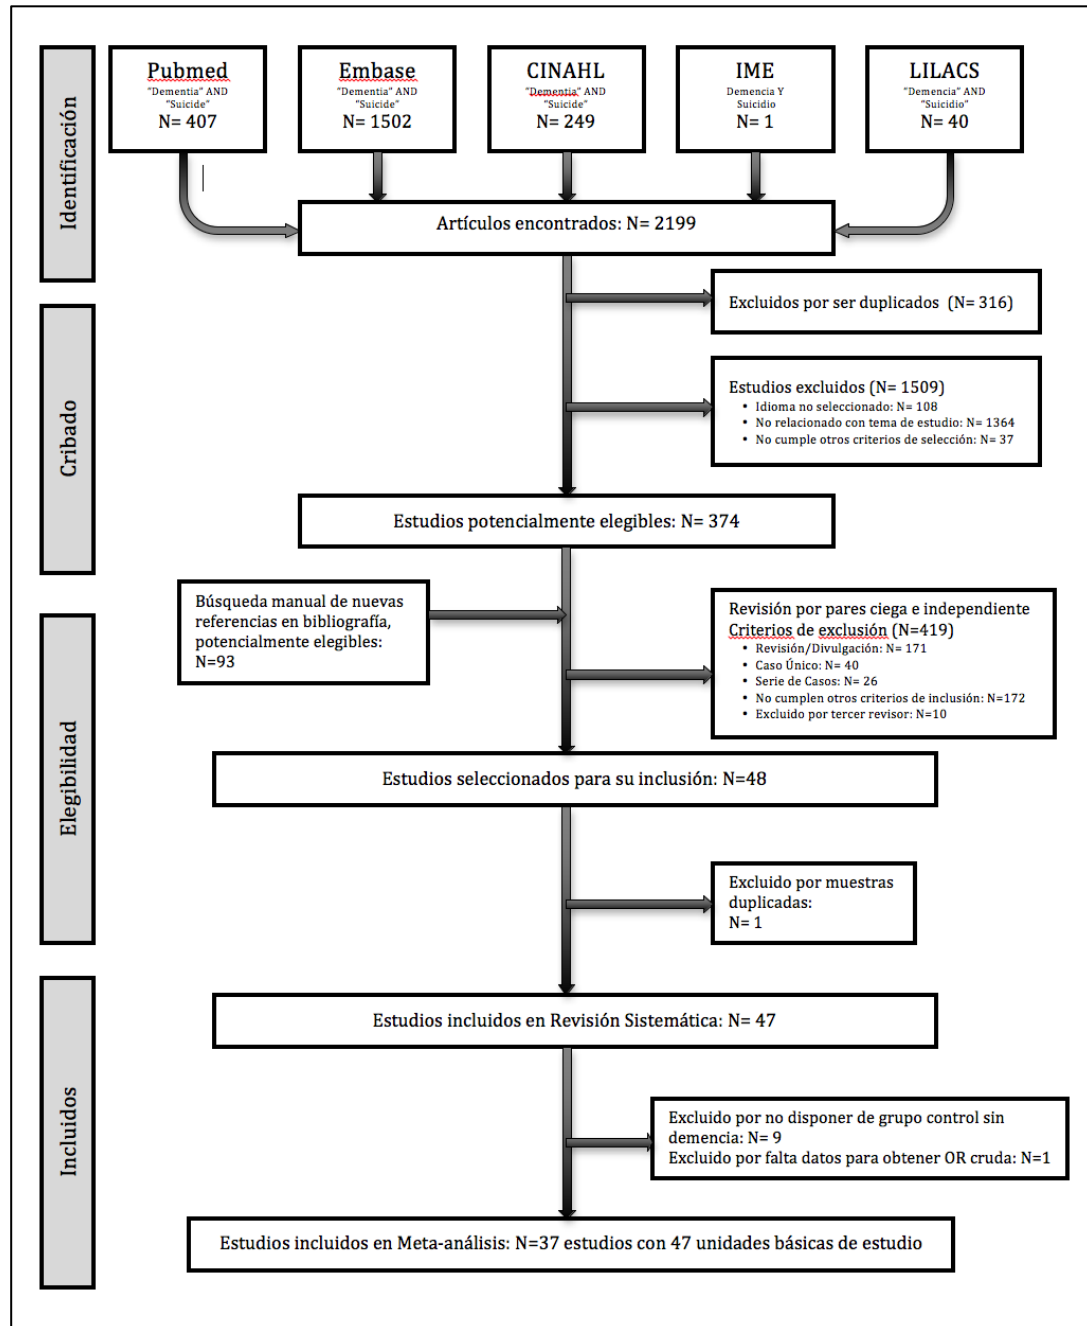 Identificación
Pubmed
"Dementia" AND
"Suicide"
N= 407
Embase
"Dementia" AND
"Suicide"
N= 1502
CINAHL
"Dementia" AND
"Suicide"
N= 249
IME
Demencia Y
Suicidio
N= 1
LILACS
"Demencia" AND
"Suicidio"
N= 40
Artículos encontrados: N= 2199
Excluidos por ser duplicados (N= 316)
Cribado
Estudios excluidos (N= 1509)
• Idioma no seleccionado: N= 108
• No relacionado con tema de estudio: N= 1364
• No cumple otros criterios de selección: N= 37
Estudios potencialmente elegibles: N= 374
Elegibilidad
Búsqueda manual de nuevas
referencias en bibliografía,
potencialmente elegibles:
N=93
Revisión por pares ciega e independiente
Criterios de exclusión (N=419)
• Revisión/Divulgación: N= 171
• Caso Único: N= 40
• Serie de Casos: N= 26
• No cumplen otros criterios de inclusión: N=172
• Excluido por tercer revisor: N=10
Estudios seleccionados para su inclusión: N=48
Excluido por muestras
duplicadas:
N= 1
Incluidos
Estudios incluidos en Revisión Sistemática: N= 47
Excluido por no disponer de grupo control sin
demencia: N= 9
Excluido por falta datos para obtener OR cruda: N=1
Estudios incluidos en Meta-análisis: N=37 estudios con 47 unidades básicas de estudio